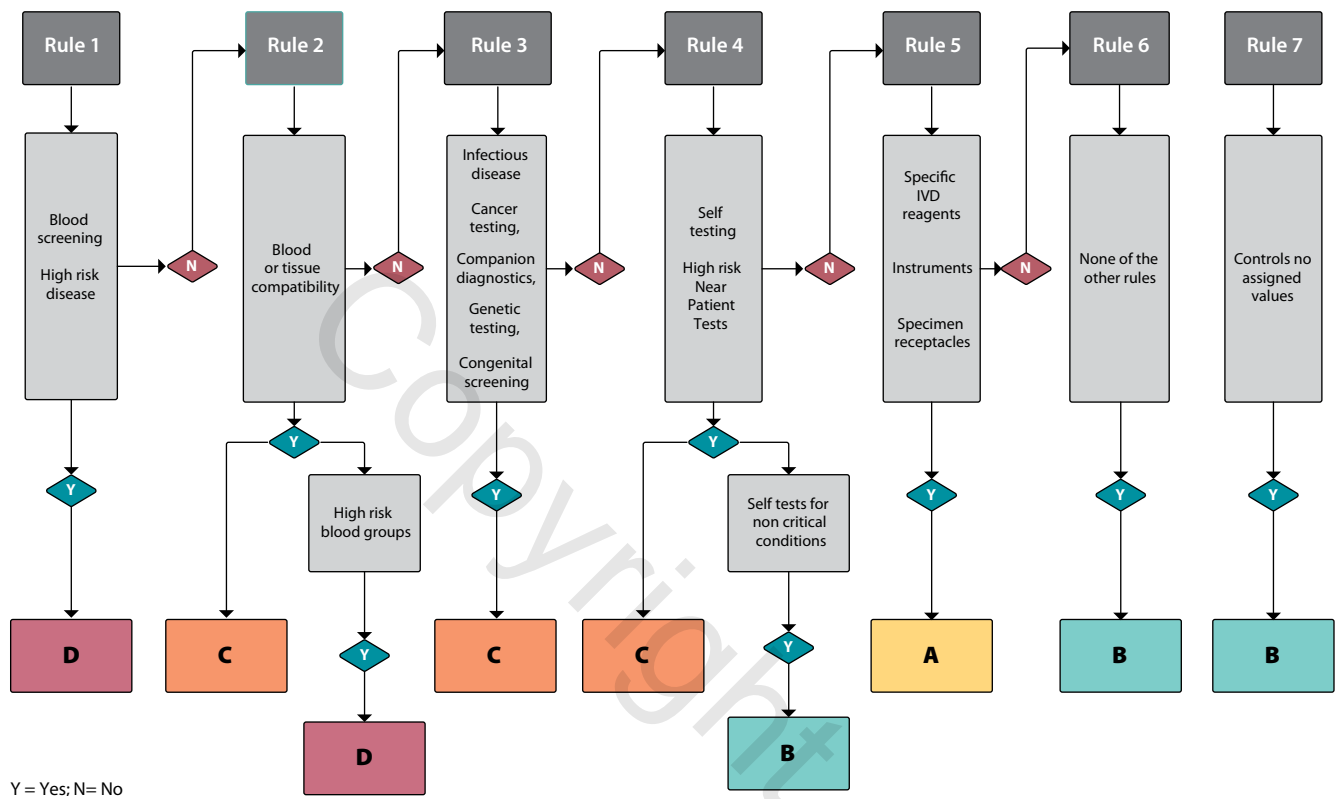 Rule 1
Rule 2
Rule 3
Rule 4
Rule 5
Rule 6
Rule 7
Blood
screening
High risk
disease
N
Blood
or tissue
compatibility
N
Infectious
disease
Cancer
testing,
Companion
diagnostics,
Genetic
testing,
Congenital
screening
N
Self
testing
High risk
Near
Patient
Tests
N
Specific
IVD
reagents
Instruments
Specimen
receptacles
N
None of the
other rules
Controls no
assigned
values
Y
Y
High risk
blood groups
Y
Y
Y
Self tests for
non critical
conditions
Y
Y
Y
Y
Y
D
C
D
C
C
B
A
B
B
Copyright
Y = Yes; N= No